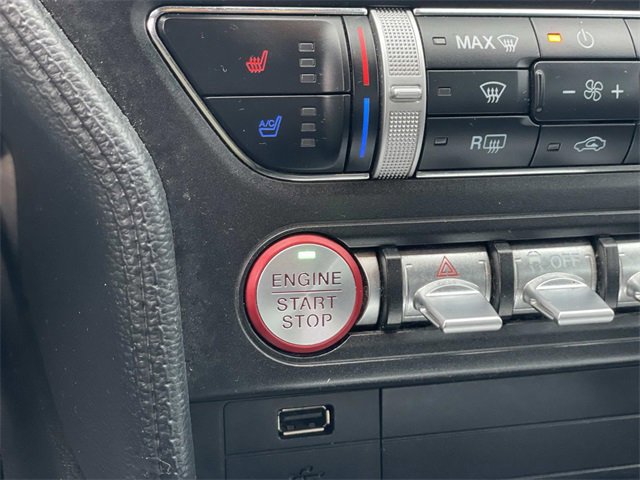 MAX
A/C
R
ENGINE
START
STOP
OFF